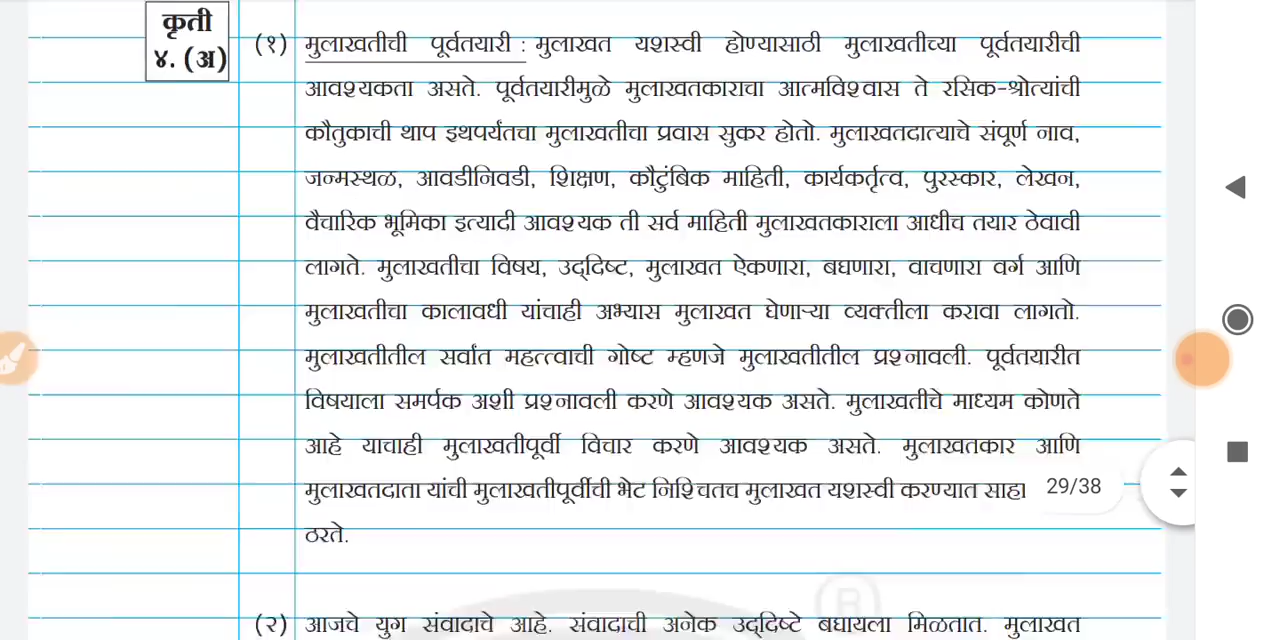 कृती
४. (अ)
(१) मुलाखतीची पूर्वतयारी : मुलाखत यशस्वी होण्यासाठी मुलाखतीच्या पूर्वतयारीची
आवश्यकता असते. पूर्वतयारीमुळे मुलाखतकाराचा आत्मविश्वास ते रसिक-श्रोत्यांची
कौतुकाची थाप इथपर्यंतचा मुलाखतीचा प्रवास सुकर होतो. मुलाखतदात्याचे संपूर्ण नाव,
जन्मस्थळ, आवडीनिवडी, शिक्षण, कौटुंबिक माहिती, कार्यकर्तृत्व, पुरस्कार, लेखन,
वैचारिक भूमिका इत्यादी आवश्यक ती सर्व माहिती मुलाखतकाराला आधीच तयार ठेवावी
लागते. मुलाखतीचा विषय, उद्दिष्ट, मुलाखत ऐकणारा, बघणारा, वाचणारा वर्ग आणि
मुलाखतीचा कालावधी यांचाही अभ्यास मुलाखत घेणाऱ्या व्यक्तीला करावा लागतो.
मुलाखतीतील सर्वांत महत्त्वाची गोष्ट म्हणजे मुलाखतीतील प्रश्नावली. पूर्वतयारीत
विषयाला समर्पक अशी प्रश्नावली करणे आवश्यक असते. मुलाखतीचे माध्यम कोणते
आहे याचाही मुलाखतीपूर्वी विचार करणे आवश्यक असते. मुलाखतकार आणि
मुलाखतदाता यांची मुलाखतीपूर्वीची भेट निश्चितच मुलाखत यशस्वी करण्यात साहा 29/38
ठरते.
(२) आजचे युग संवादाचे आहे. संवादाची अनेक उद्दिष्टे बघायला मिळतात. मुलाखत